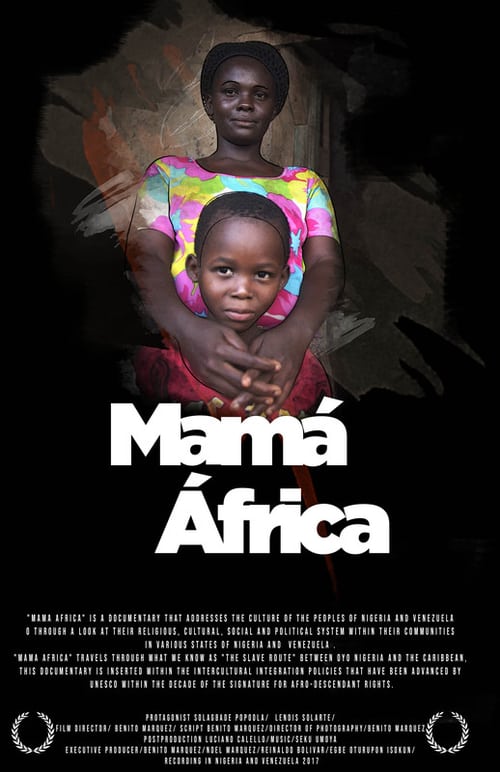 Mamá
África
"MAMA AFRICA" IS A DOCUMENTARY THAT ADDRESSES THE CULTURE OF THE PEOPLES OF NIGERIA AND VENEZUELA
O THROUGH A LOOK AT THEIR RELIGIOUS, CULTURAL, SOCIAL AND POLITICAL SYSTEM WITHIN THEIR COMMUNITIES
IN VARIOUS STATES OF NIGERIA AND VENEZUELA .
"MAMA AFRICA" TRAVELS THROUGH WHAT WE KNOW AS "THE SLAVE ROUTE" BETWEEN OYO NIGERIA AND THE CARIBBEAN,
THIS DOCUMENTARY IS INSERTED WITHIN THE INTERCULTURAL INTEGRATION POLICIES THAT HAVE BEEN ADVANCED BY
UNESCO WITHIN THE DECADE OF THE SIGNATURE FOR AFRO-DESCENDANT RIGHTS.
PROTAGONIST SOLAGBADE POPOOLA/ LENDIS SOLARTE/
FILM DIRECTOR/ BENITO MARQUEZ/ SCRIPT BENITO MARQUEZ/DIRECTOR OF PHOTOGRAPHY/BENITO MARQUEZ
POSTPRODUCTION LUCIANO CALELLO/MUSIC/SEKU UMOYA
EXECUTIVE PRODUCER/BENITO MARQUEZ/NOEL MARQUEZ/REINALDO BOLIVAR/EGBE OTURUPON ISOKUN/
RECORDING IN NIGERIA AND VENEZUELA 2017